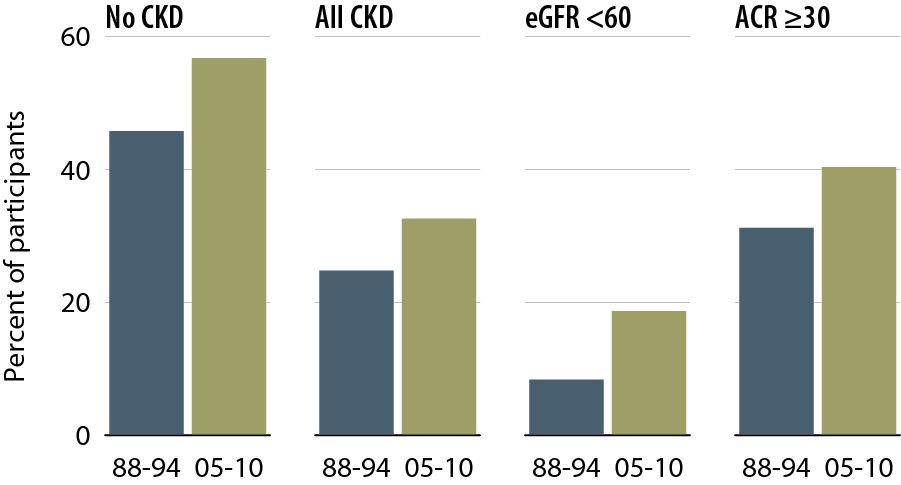 No CKD
All CKD
eGFR <60
ACR ≥30
Percent of participants
60
40
20
0
88-94 05-10
88-94 05-10
88-94 05-10
88-94 05-10